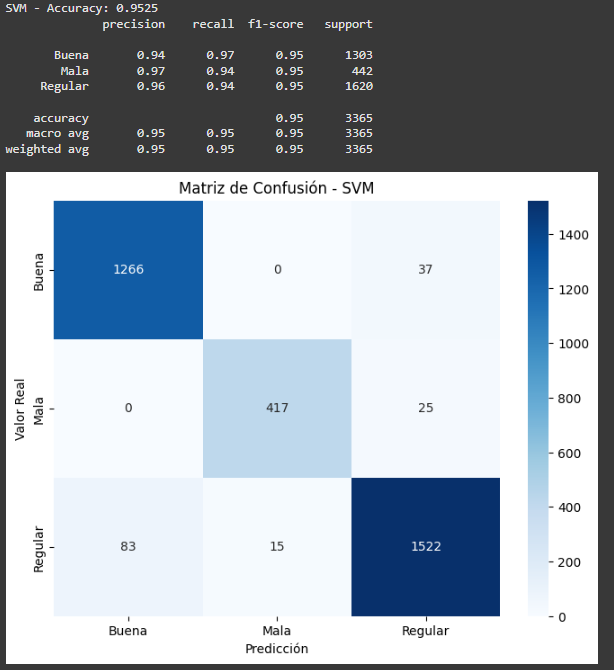 SVM - Accuracy: 0.9525
precision recall f1-score support
Buena 0.94 0.97 0.95 1303
Mala 0.97 0.94 0.95 442
Regular 0.96 0.94 0.95 1620
accuracy 0.95 3365
macro avg 0.95 0.95 0.95 3365
weighted avg 0.95 0.95 0.95 3365
Matriz de Confusión - SVM
Valor Real
Buena 1266 0 37
Mala 0 417 25
Regular 83 15 1522
Buena Mala Regular
Predicción
1400
1200
1000
800
600
400
200
0